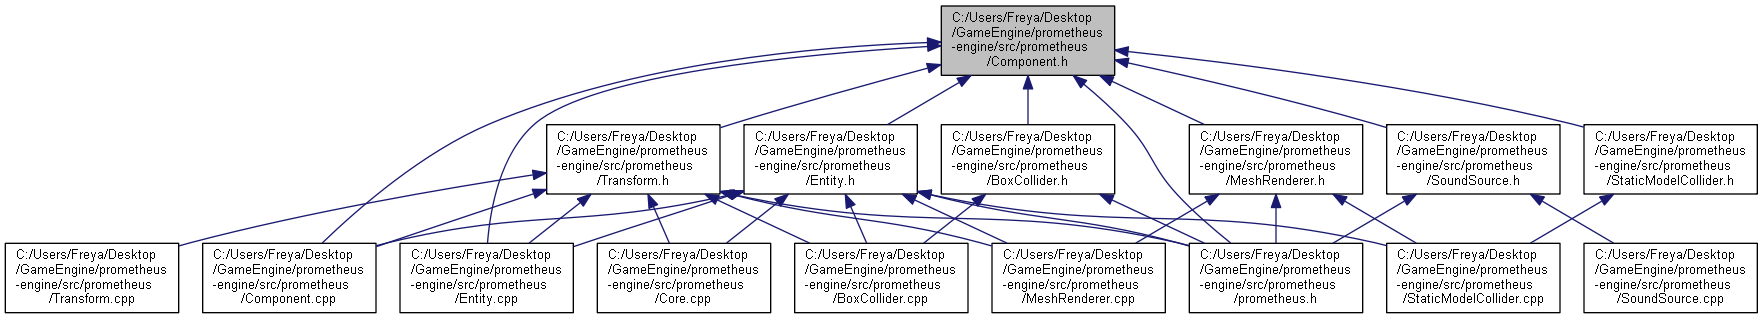 C:/Users/Freya/Desktop
/GameEngine/prometheus
-engine/src/prometheus
/Component.h
C:/Users/Freya/Desktop
/GameEngine/prometheus
-engine/src/prometheus
/Transform.h
C:/Users/Freya/Desktop
/GameEngine/prometheus
-engine/src/prometheus
/Entity.h
C:/Users/Freya/Desktop
/GameEngine/prometheus
-engine/src/prometheus
/BoxCollider.h
C:/Users/Freya/Desktop
/GameEngine/prometheus
-engine/src/prometheus
/MeshRenderer.h
C:/Users/Freya/Desktop
/GameEngine/prometheus
-engine/src/prometheus
/SoundSource.h
C:/Users/Freya/Desktop
/GameEngine/prometheus
-engine/src/prometheus
/StaticModelCollider.h
C:/Users/Freya/Desktop
/GameEngine/prometheus
-engine/src/prometheus
/Transform.cpp
C:/Users/Freya/Desktop
/GameEngine/prometheus
-engine/src/prometheus
/Component.cpp
C:/Users/Freya/Desktop
/GameEngine/prometheus
-engine/src/prometheus
/Entity.cpp
C:/Users/Freya/Desktop
/GameEngine/prometheus
-engine/src/prometheus
/Core.cpp
C:/Users/Freya/Desktop
/GameEngine/prometheus
-engine/src/prometheus
/BoxCollider.cpp
C:/Users/Freya/Desktop
/GameEngine/prometheus
-engine/src/prometheus
/MeshRenderer.cpp
C:/Users/Freya/Desktop
/GameEngine/prometheus
-engine/src/prometheus
/prometheus.h
C:/Users/Freya/Desktop
/GameEngine/prometheus
-engine/src/prometheus
/StaticModelCollider.cpp
C:/Users/Freya/Desktop
/GameEngine/prometheus
-engine/src/prometheus
/SoundSource.cpp